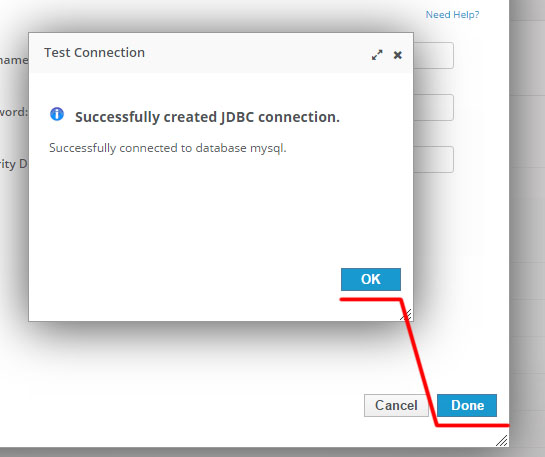 Need Help?
Test Connection
name
Successfully created JDBC connection.
word:
Successfully connected to database mysql.
rity D
OK
Cancel
Done